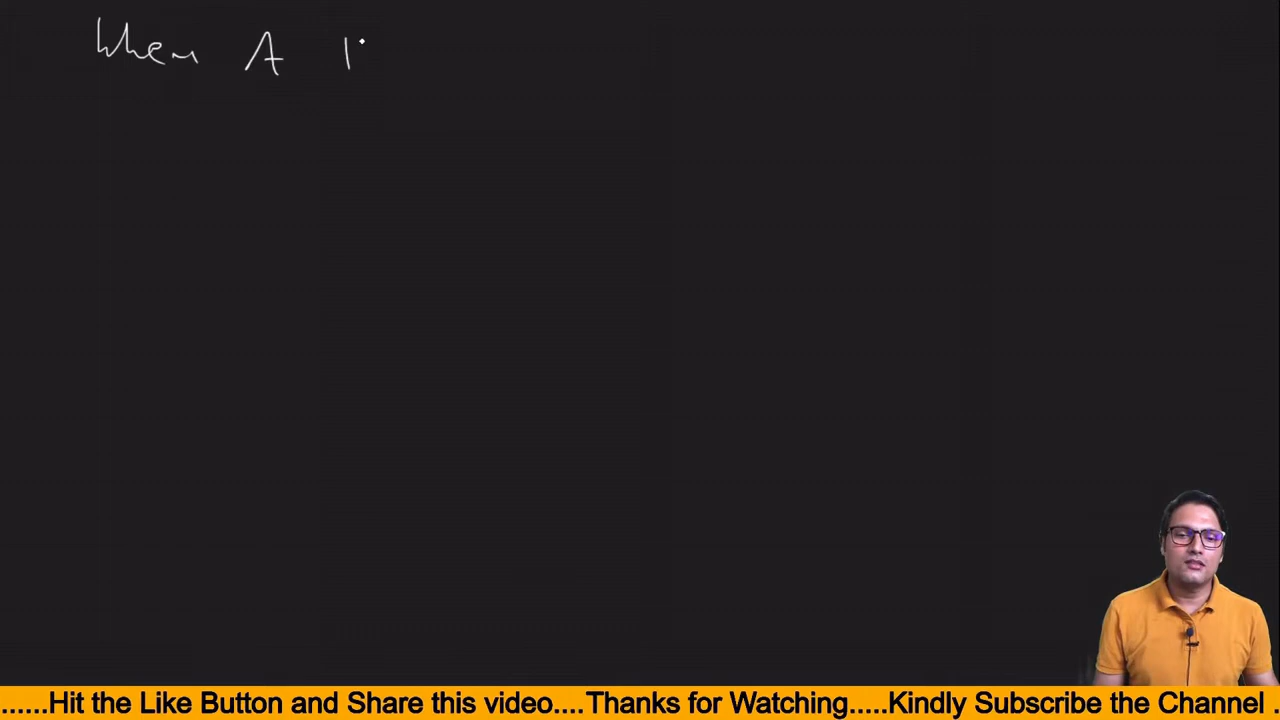 When A i
......Hit the Like Button and Share this video....Thanks for Watching.....Kindly Subscribe the Channel .